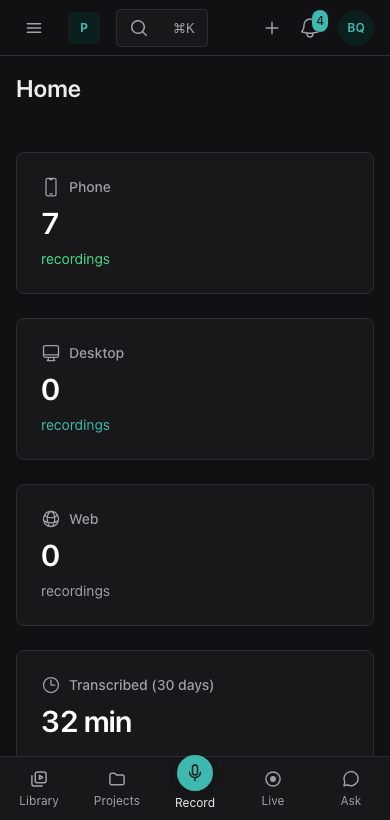 P
⌘K
4
BQ
Home
Phone
7
recordings
Desktop
0
recordings
Web
0
recordings
Transcribed (30 days)
32 min
Library
Projects
Record
Live
Ask